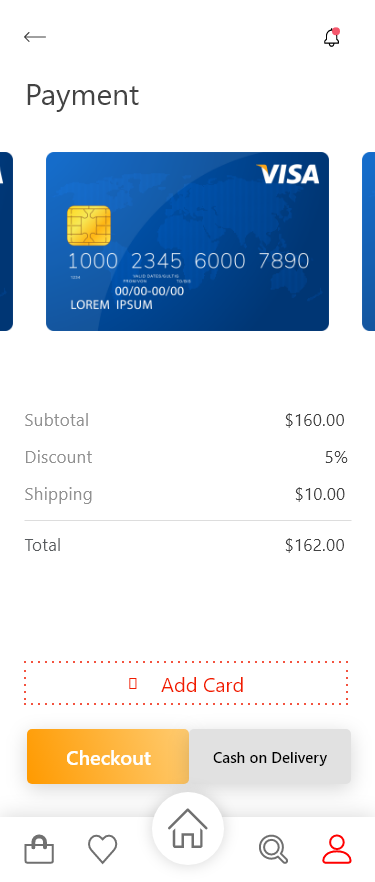 Payment
VISA
1000 2345 6000 7890
1234
VALID DATES/GULTIG
00/00-00/00
LOREM IPSUM
Subtotal $160.00
Discount 5%
Shipping $10.00
Total $162.00
Add Card
Checkout
Cash on Delivery